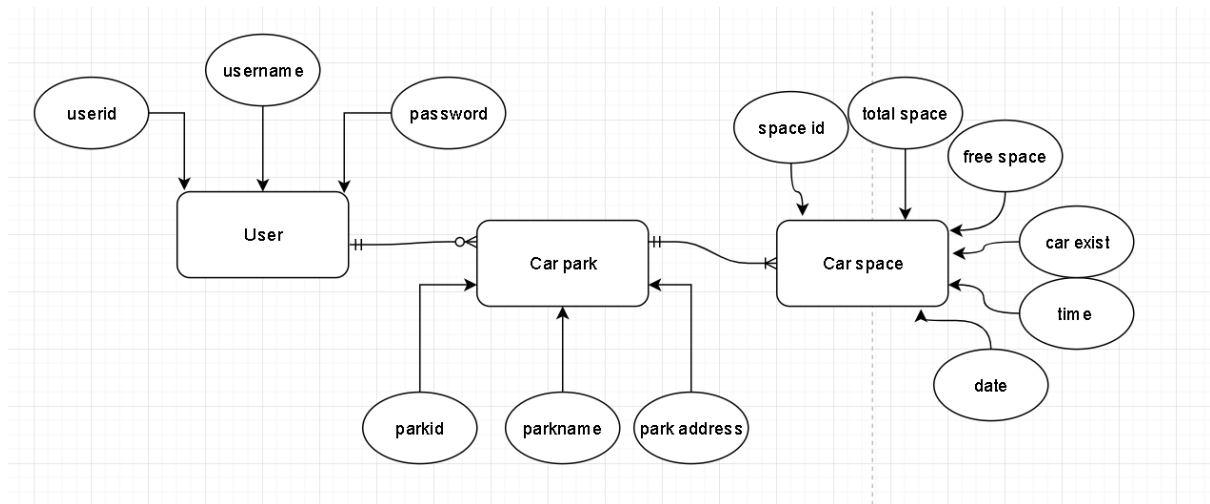 username
userid
password
User
space id
total space
free space
car exist
time
date
Car park
Car space
parkid
parkname
park address